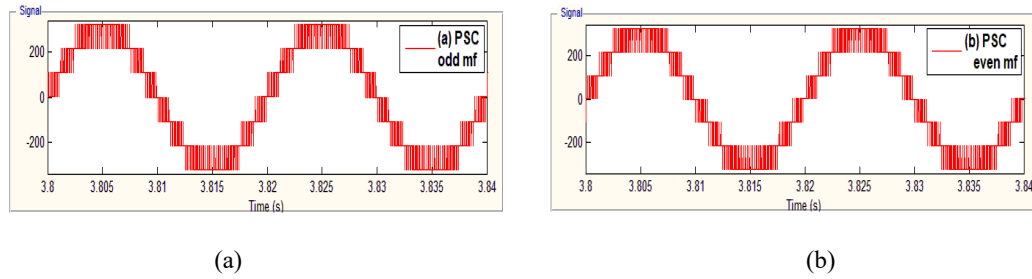 Signal
(a) PSC
odd mf
200
0
-200
3.8 3.805 3.81 3.815 3.82 3.825 3.83 3.835 3.84
Time (s)
(a)
Signal
(b) PSC
even mf
200
0
-200
3.8 3.805 3.81 3.815 3.82 3.825 3.83 3.835 3.84
Time (s)
(b)